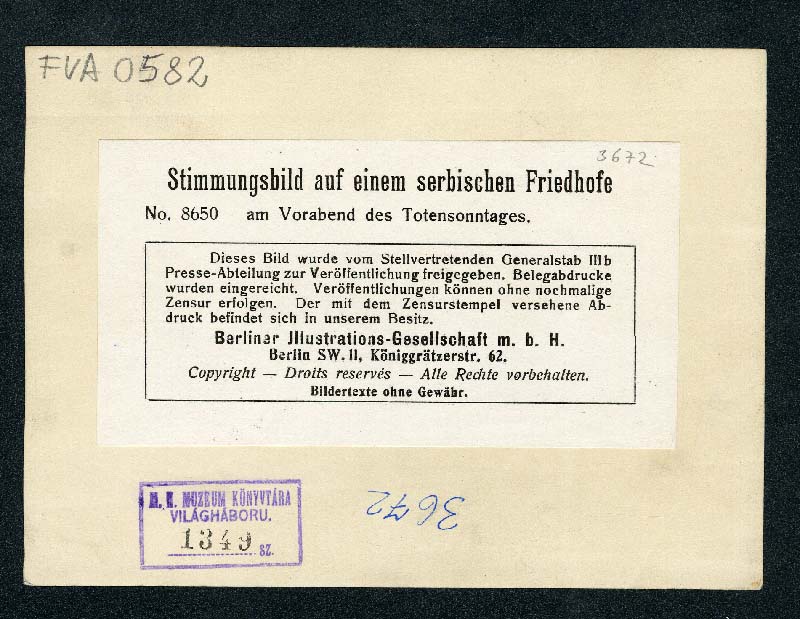 FVA 0582
3672
Stimmungsbild auf einem serbischen Friedhofe
No. 8650 am Vorabend des Totensonntages.
Dieses Bild wurde vom Stellvertretenden Generalstab IIIb
Presse-Abteilung zur Veröffentlichung freigegeben. Belegabdrucke
wurden eingereicht. Veröffentlichungen können ohne nochmalige
Zensur erfolgen. Der mit dem Zensurstempel versehene Ab-
druck befindet sich in unserem Besitz.
Berliner Jllustrations-Gesellschaft m. b. H.
Berlin SW. 11, Königgrätzerstr. 62.
Copyright — Droits reservés — Alle Rechte vorbehalten.
Bildertexte ohne Gewähr.
M. N. MUZEUM KÖNYVTÁRA
VILÁGHÁBORU.
1349 SZ.
3672